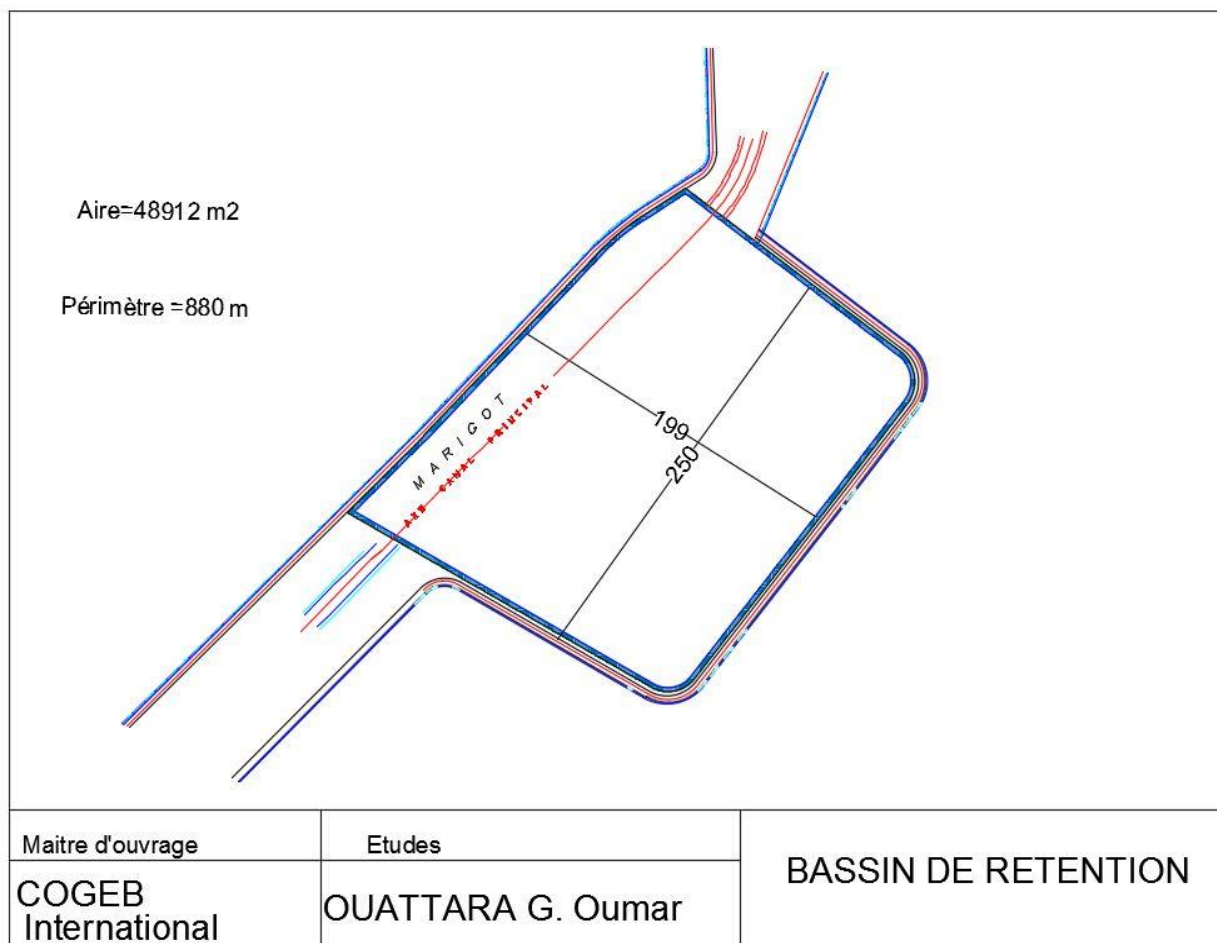 Aire=48912 m2
Périmètre =880 m
MARIGOT
AXE CANAL PRINCIPAL
199
250
Maitre d'ouvrage
Etudes
BASSIN DE RETENTION
COGEB
International
OUATTARA G. Oumar